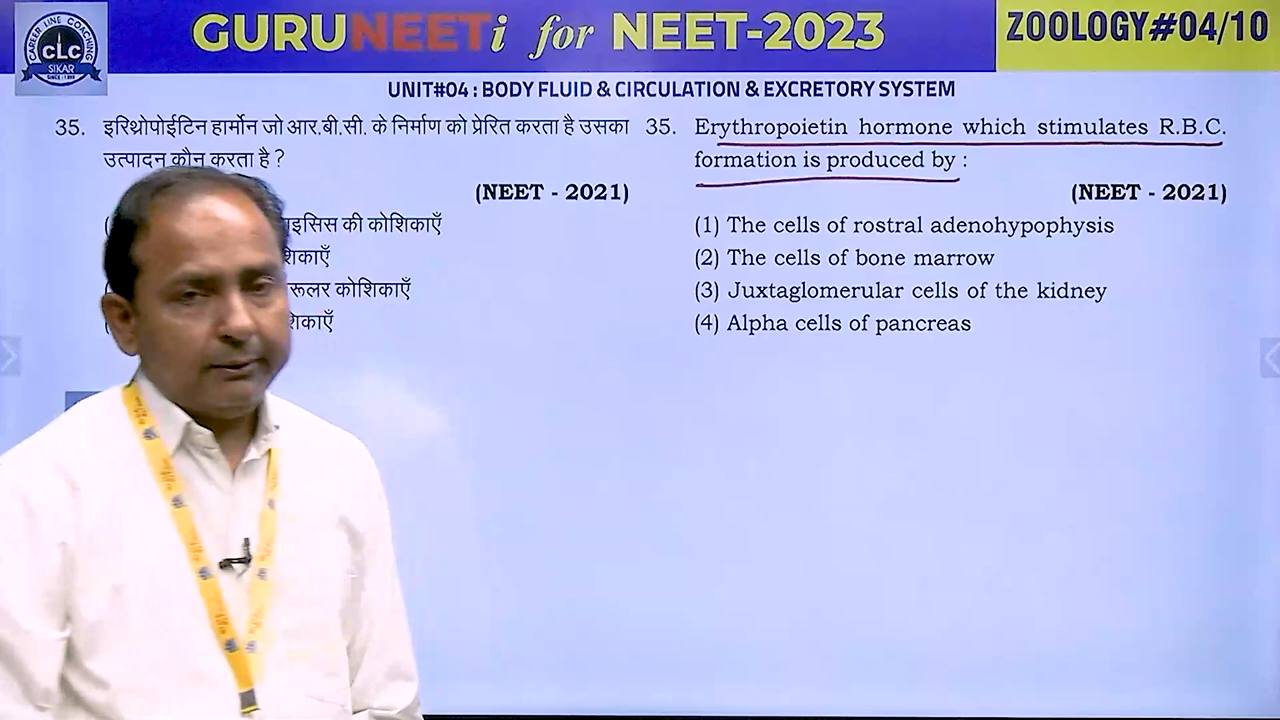 GURUNEETi for NEET-2023
ZOOLOGY#04/10
CAREER LINE COACHING
CLC
SIKAR
SINCE : 1996
UNIT#04 : BODY FLUID & CIRCULATION & EXCRETORY SYSTEM
35. इरिथ्रोपोईटिन हार्मोन जो आर.बी.सी. के निर्माण को प्रेरित करता है उसका
उत्पादन कौन करता है ?
(NEET - 2021)
की कोशिकाएँ
कोशिकाएँ
35. Erythropoietin hormone which stimulates R.B.C.
formation is produced by :
(NEET - 2021)
(1) The cells of rostral adenohypophysis
(2) The cells of bone marrow
(3) Juxtaglomerular cells of the kidney
(4) Alpha cells of pancreas